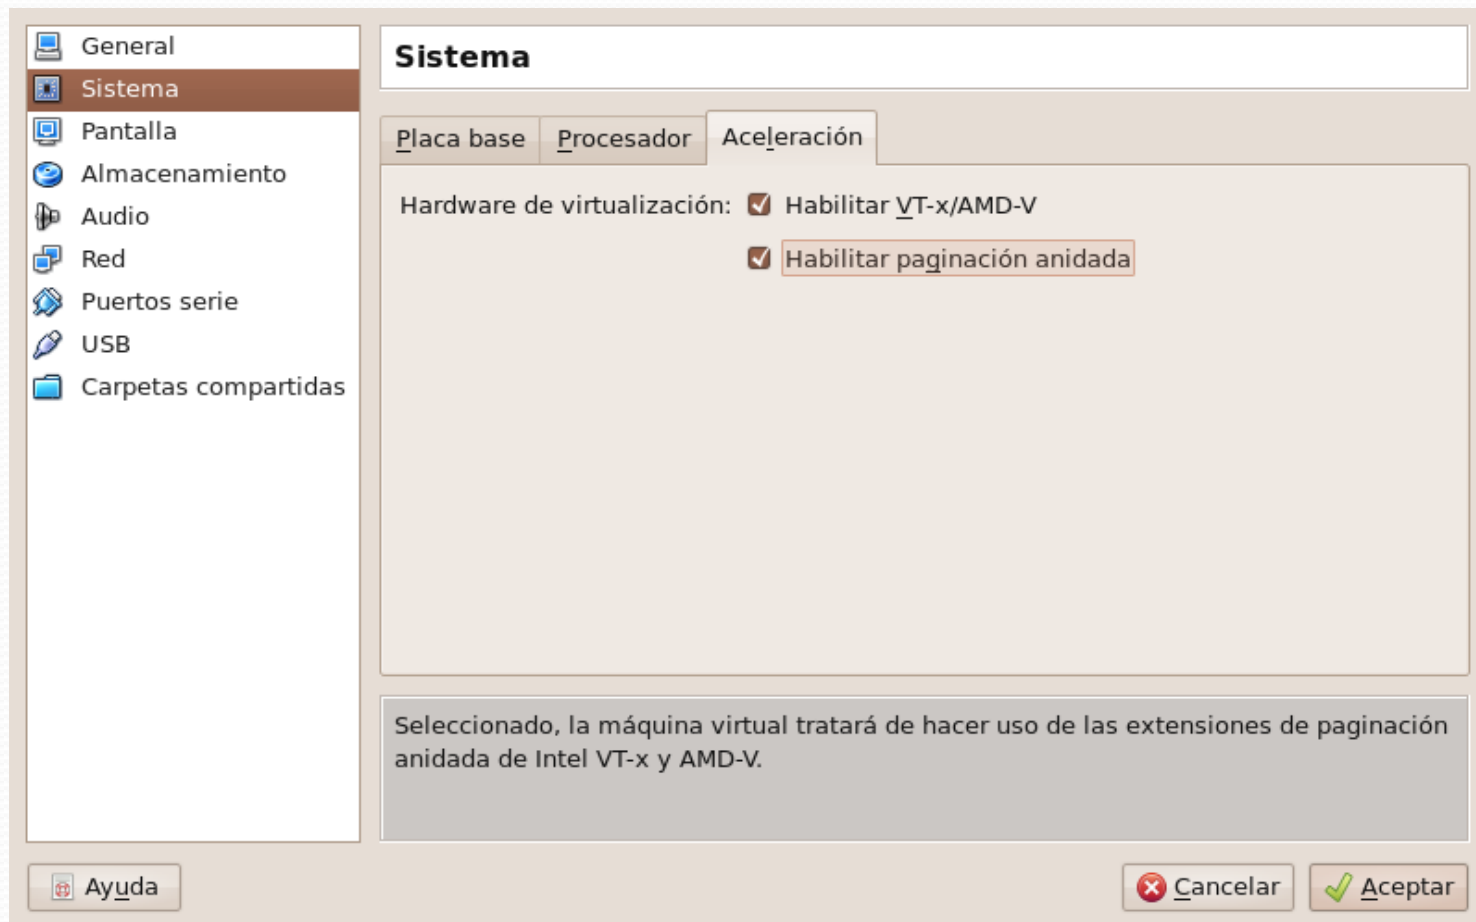 General
Sistema
Pantalla
Almacenamiento
Audio
Red
Puertos serie
USB
Carpetas compartidas
Sistema
Placa base Procesador Aceleración
Hardware de virtualización: Habilitar VT-x/AMD-V
Habilitar paginación anidada
Seleccionado, la máquina virtual tratará de hacer uso de las extensiones de paginación
anidada de Intel VT-x y AMD-V.
Ayuda Cancelar Aceptar